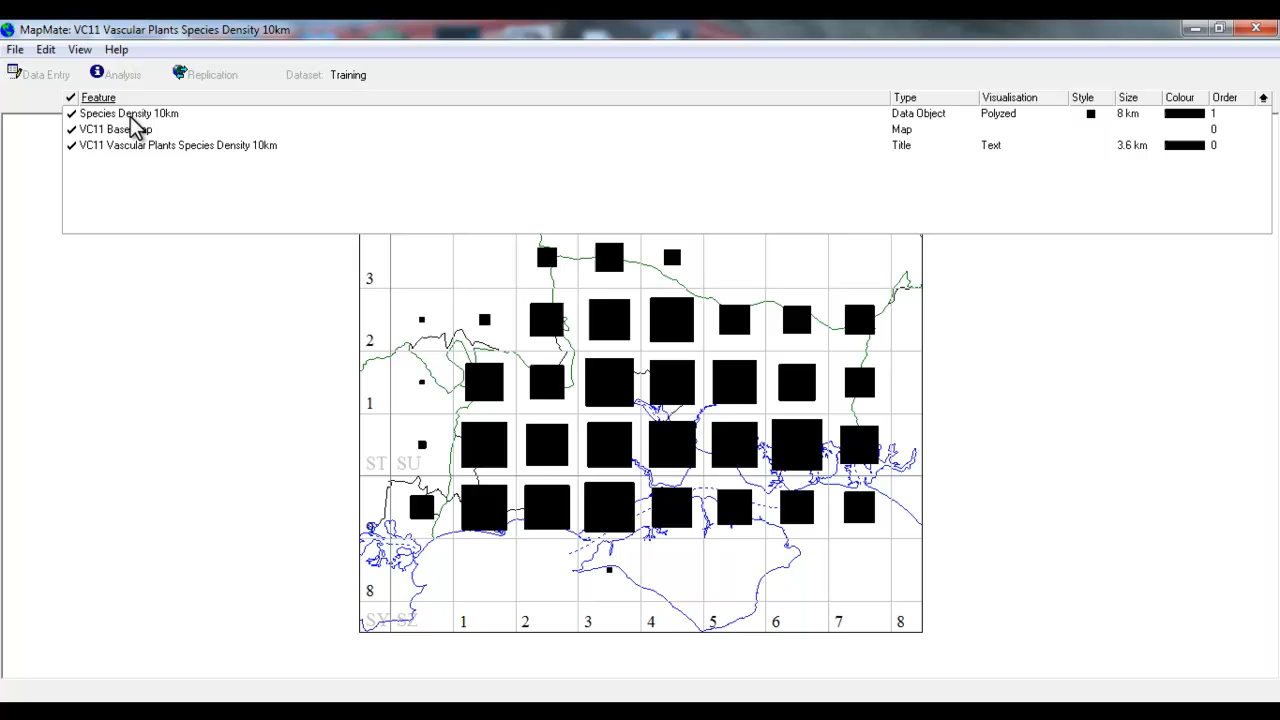 MapMate: VC11 Vascular Plants Species Density 10km
File Edit View Help
Data Entry Analysis Replication Dataset: Training
Feature Type Visualisation Style Size Colour Order
Species Density 10km Data Object Polyzed 8 km 1
VC11 Map 0
VC11 Vascular Plants Species Density 10km Title Text 3.6 km 0
3
2
1
ST SU
8
SY SZ 1 2 3 4 5 6 7 8